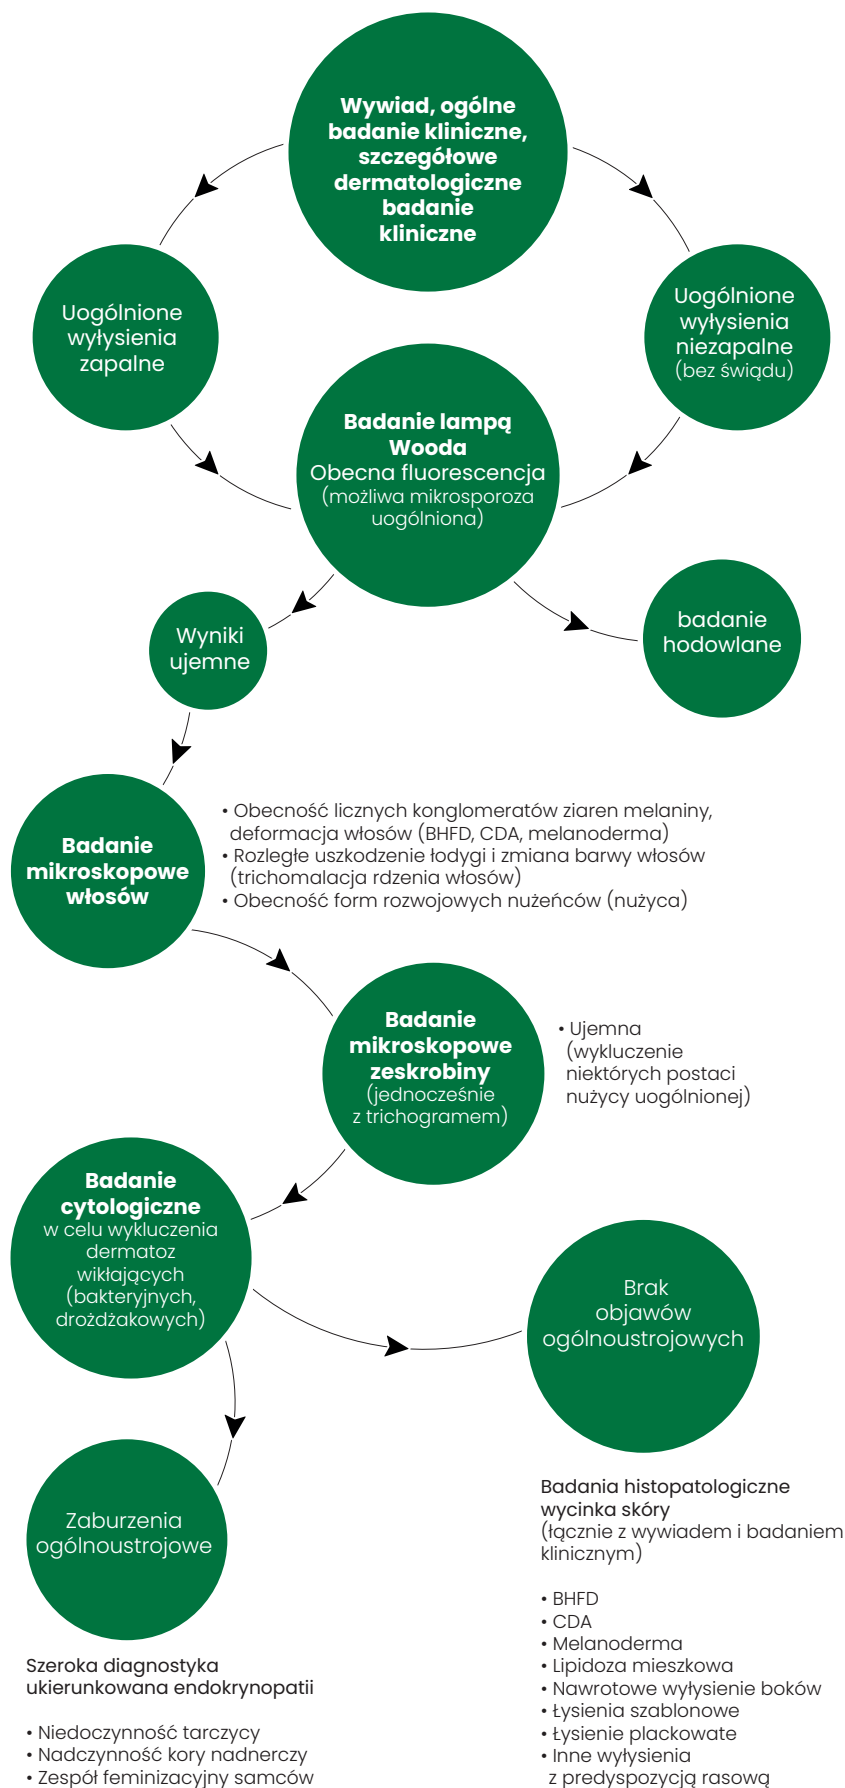 Wywiad, ogólne
badanie kliniczne,
szczegółowe
dermatologiczne
badanie
kliniczne
Uogólnione
wyłysienia
zapalne
Uogólnione
wyłysienia
niezapalne
(bez świądu)
Badanie lampą
Wooda
Obecna fluorescencja
(możliwa mikrosporoza
uogólniona)
Wyniki
ujemne
badanie
hodowlane
Badanie
mikroskopowe
włosów
• Obecność licznych konglomeratów ziaren melaniny,
deformacja włosów (BHFD, CDA, melanoderma)
• Rozległe uszkodzenie łodygi i zmiana barwy włosów
(trichomalacja rdzenia włosów)
• Obecność form rozwojowych nużeńców (nużyca)
Badanie
mikroskopowe
zeskrobiny
(jednocześnie
z trichogramem)
• Ujemna
(wykluczenie
niektórych postaci
nużycy uogólnionej)
Badanie
cytologiczne
w celu wykluczenia
dermatoz
wikłających
(bakteryjnych,
drożdżakowych)
Brak
objawów
ogólnoustrojowych
Zaburzenia
ogólnoustrojowe
Badania histopatologiczne
wycinka skóry
(łącznie z wywiadem i badaniem
klinicznym)
• BHFD
• CDA
• Melanoderma
• Lipidoza mieszkowa
• Nawrotowe wyłysienie boków
• Łysienia szablonowe
• Łysienie plackowate
• Inne wyłysienia
z predyspozycją rasową
Szeroka diagnostyka
ukierunkowana endokrynopatii
• Niedoczynność tarczycy
• Nadczynność kory nadnerczy
• Zespół feminizacyjny samców